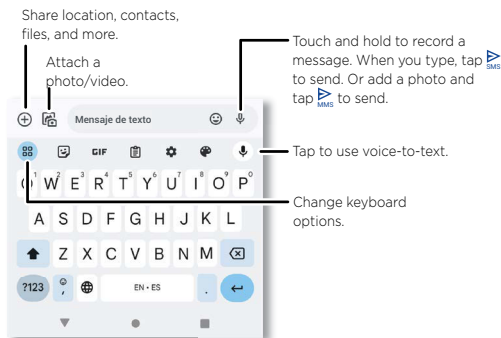 Share location, contacts,
files, and more.
Attach a
photo/video.
Touch and hold to record a
message. When you type, tap SMS
to send. Or add a photo and
tap MMS to send.
Mensaje de texto
GIF
Tap to use voice-to-text.
1 W 2 E 3 R 4 T 5 Y 6 U 7 I 8 O 9 P 0
Change keyboard
options.
A S D F G H J K L
Z X C V B N M
?123 , EN • ES .